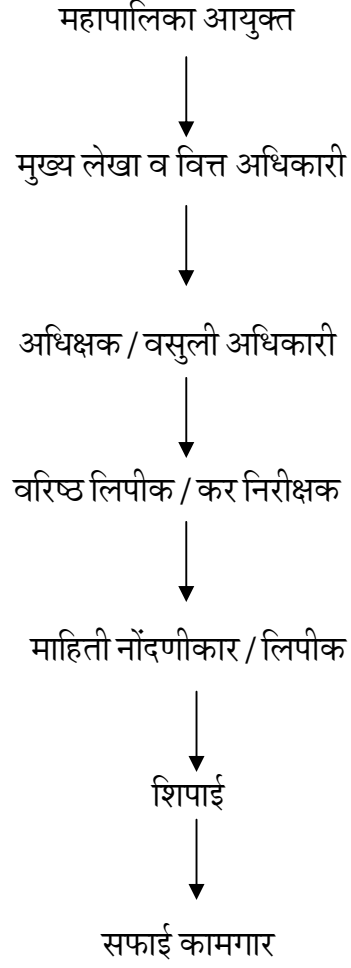 महापालिका आयुक्त
मुख्य लेखा व वित्त अधिकारी
अधिक्षक / वसुली अधिकारी
वरिष्ठ लिपीक / कर निरीक्षक
माहिती नोंदणीकार / लिपीक
शिपाई
सफाई कामगार